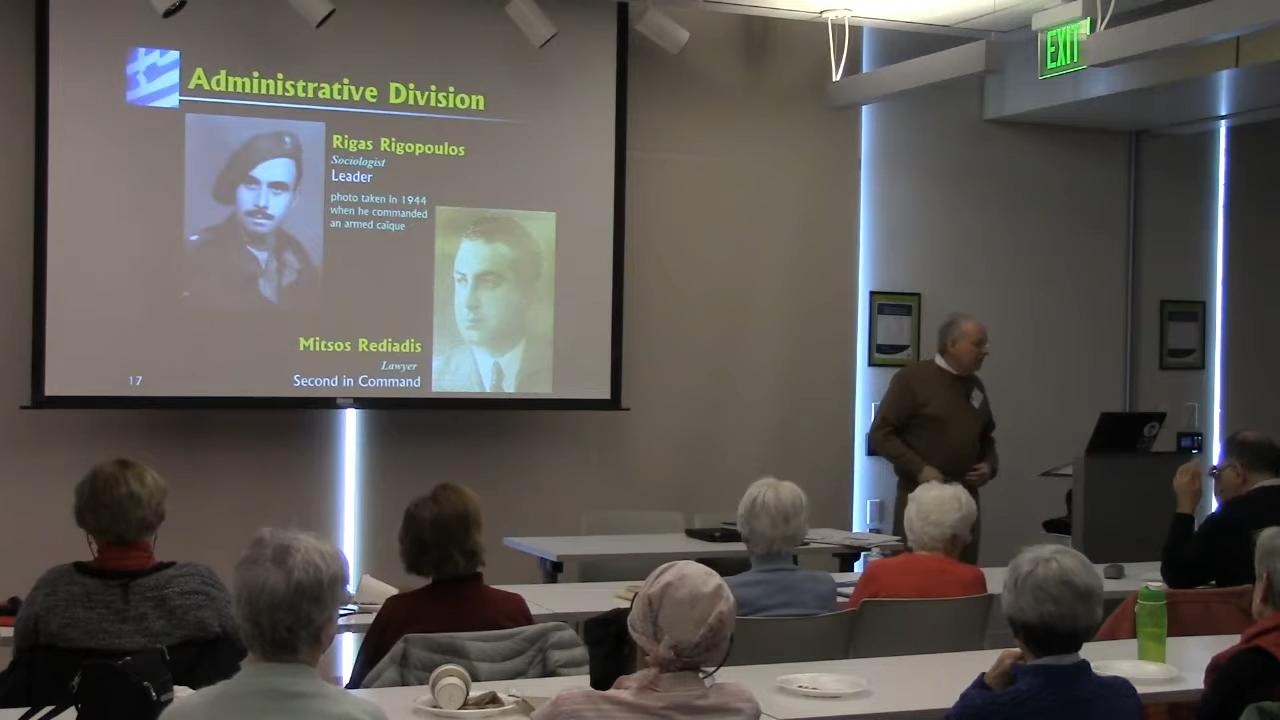 Administrative Division
Rigas Rigopoulos
Sociologist
Leader
photo taken in 1944
when he commanded
an armed caïque
Mitsos Rediadis
Lawyer
Second in Command
17
EXIT